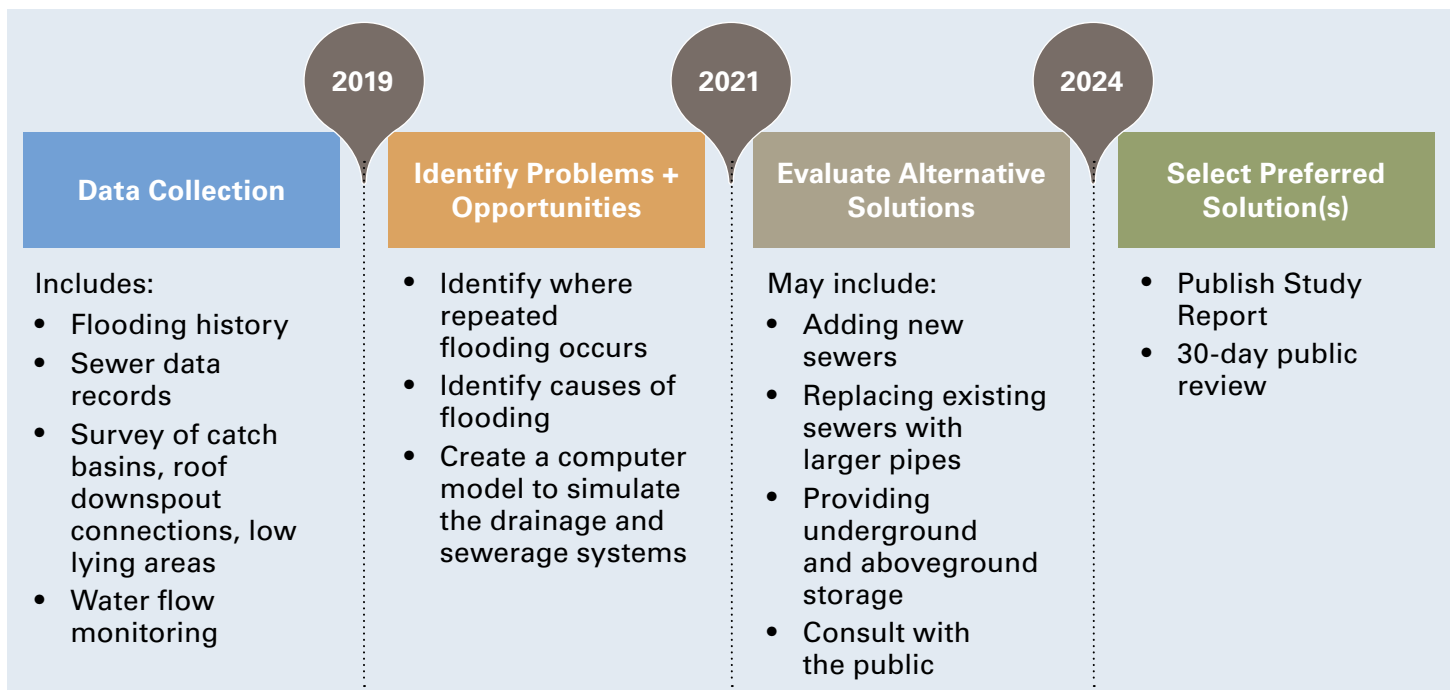 2019
2021
2024
Data Collection
Includes:
• Flooding history
• Sewer data
records
• Survey of catch
basins, roof
downspout
connections, low
lying areas
• Water flow
monitoring
Identify Problems +
Opportunities
• Identify where
repeated
flooding occurs
• Identify causes of
flooding
• Create a computer
model to simulate
the drainage and
sewerage systems
Evaluate Alternative
Solutions
May include:
• Adding new
sewers
• Replacing existing
sewers with
larger pipes
• Providing
underground
and aboveground
storage
• Consult with
the public
Select Preferred
Solution(s)
• Publish Study
Report
• 30-day public
review